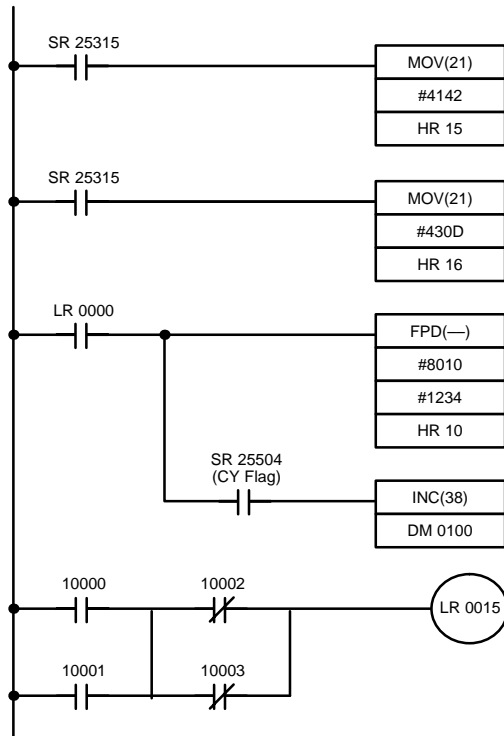 SR 25315
MOV(21)
#4142
HR 15
SR 25315
MOV(21)
#430D
HR 16
LR 0000
FPD(—)
#8010
#1234
HR 10
SR 25504
(CY Flag)
INC(38)
DM 0100
10000
10002
LR 0015
10001
10003